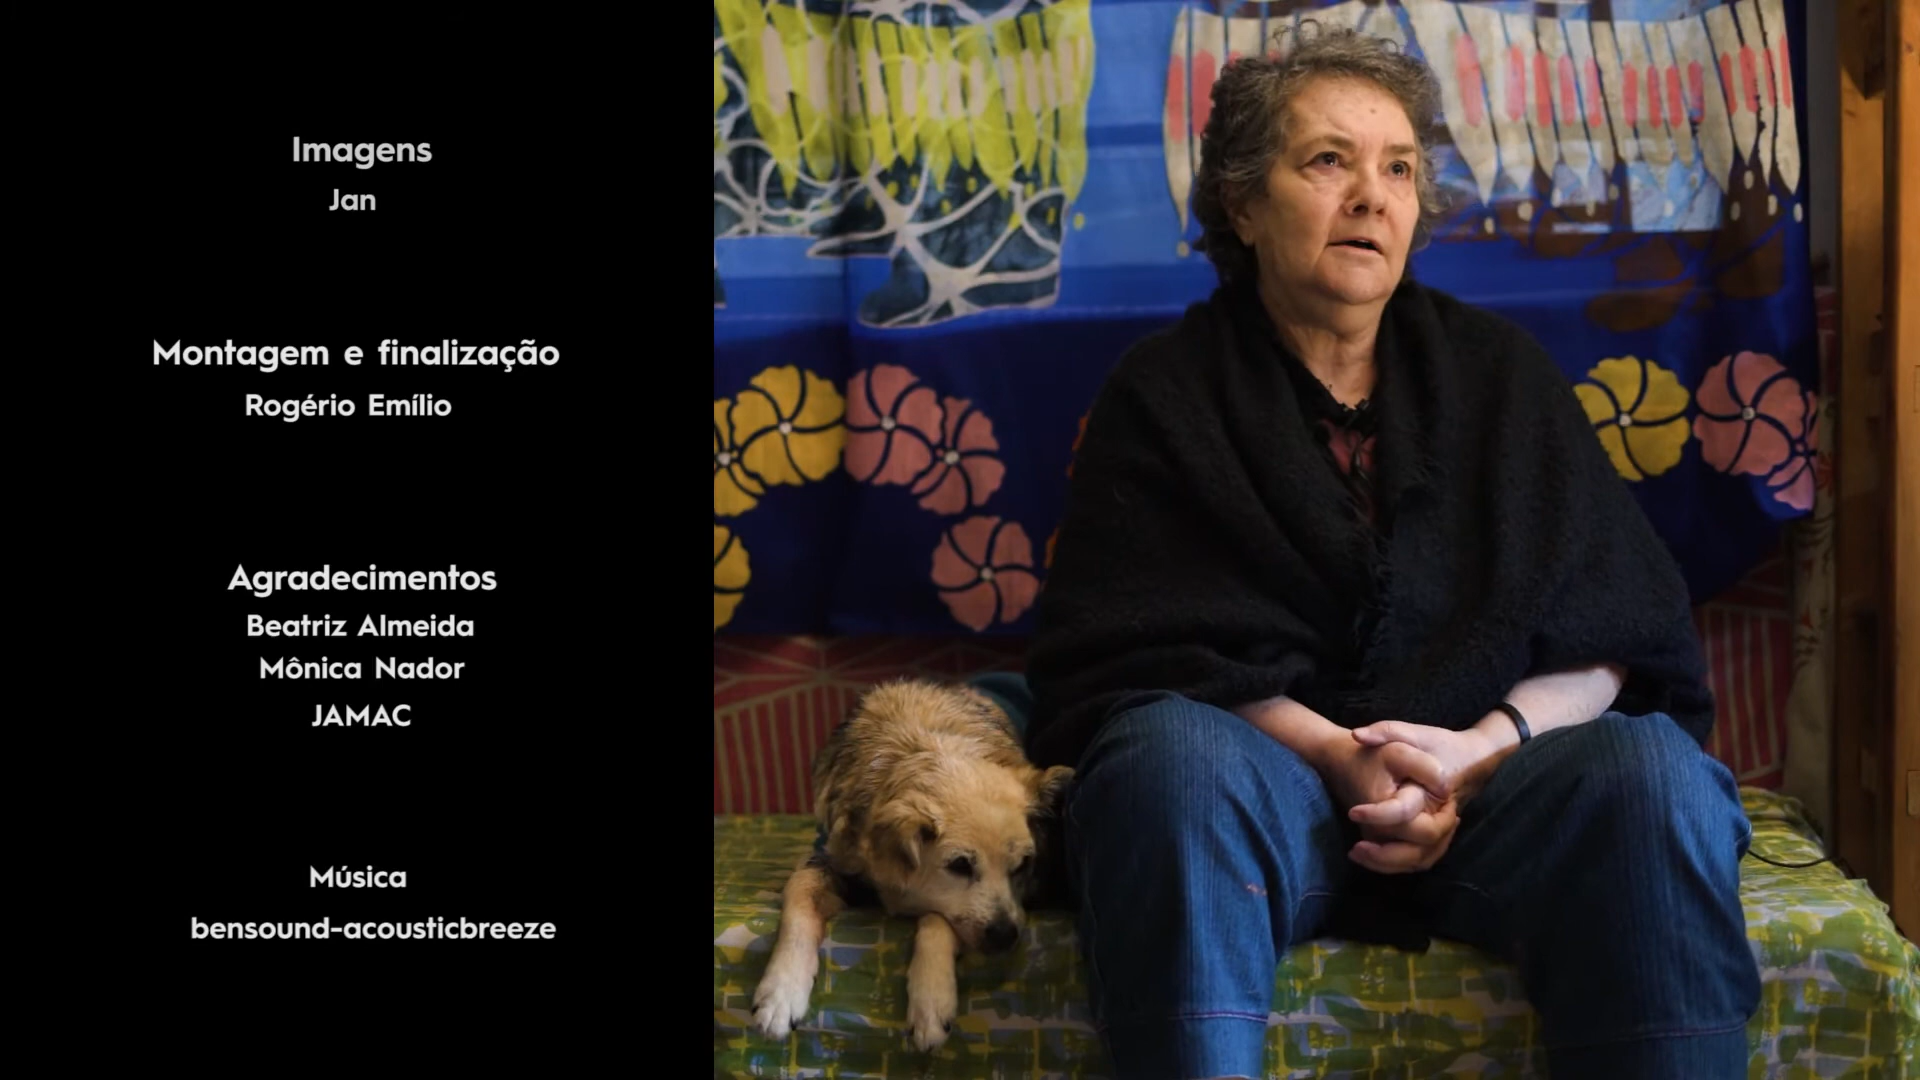 Imagens
Jan
Montagem e finalização
Rogério Emílio
Agradecimentos
Beatriz Almeida
Mônica Nador
JAMAC
Música
bensound-acousticbreeze